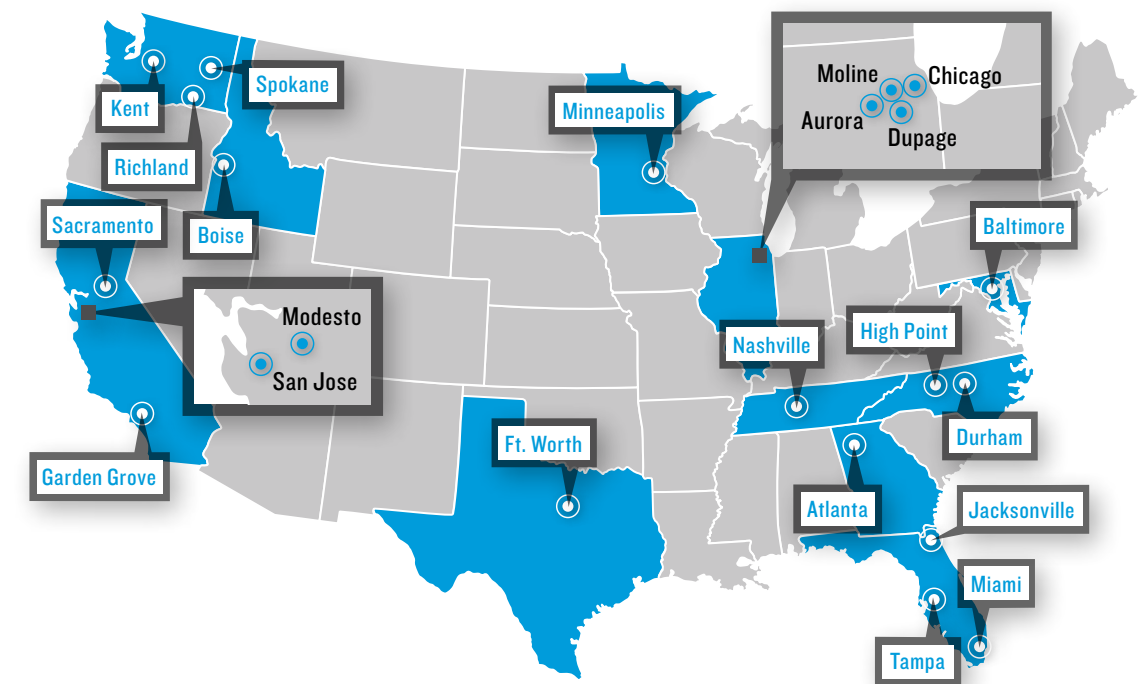 Moline
Chicago
Aurora
Dupage
Spokane
Kent
Minneapolis
Richland
Sacramento
Boise
Baltimore
Modesto
San Jose
High Point
Nashville
Durham
Ft. Worth
Garden Grove
Atlanta
Jacksonville
Miami
Tampa